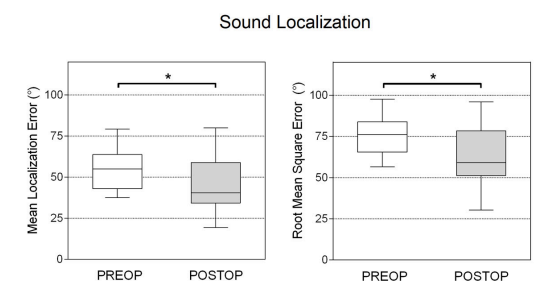 Sound Localization
Mean Localization Error (°)
100
75
50
25
0
*
PREOP POSTOP
Root Mean Square Error (°)
100
75
50
25
0
*
PREOP POSTOP